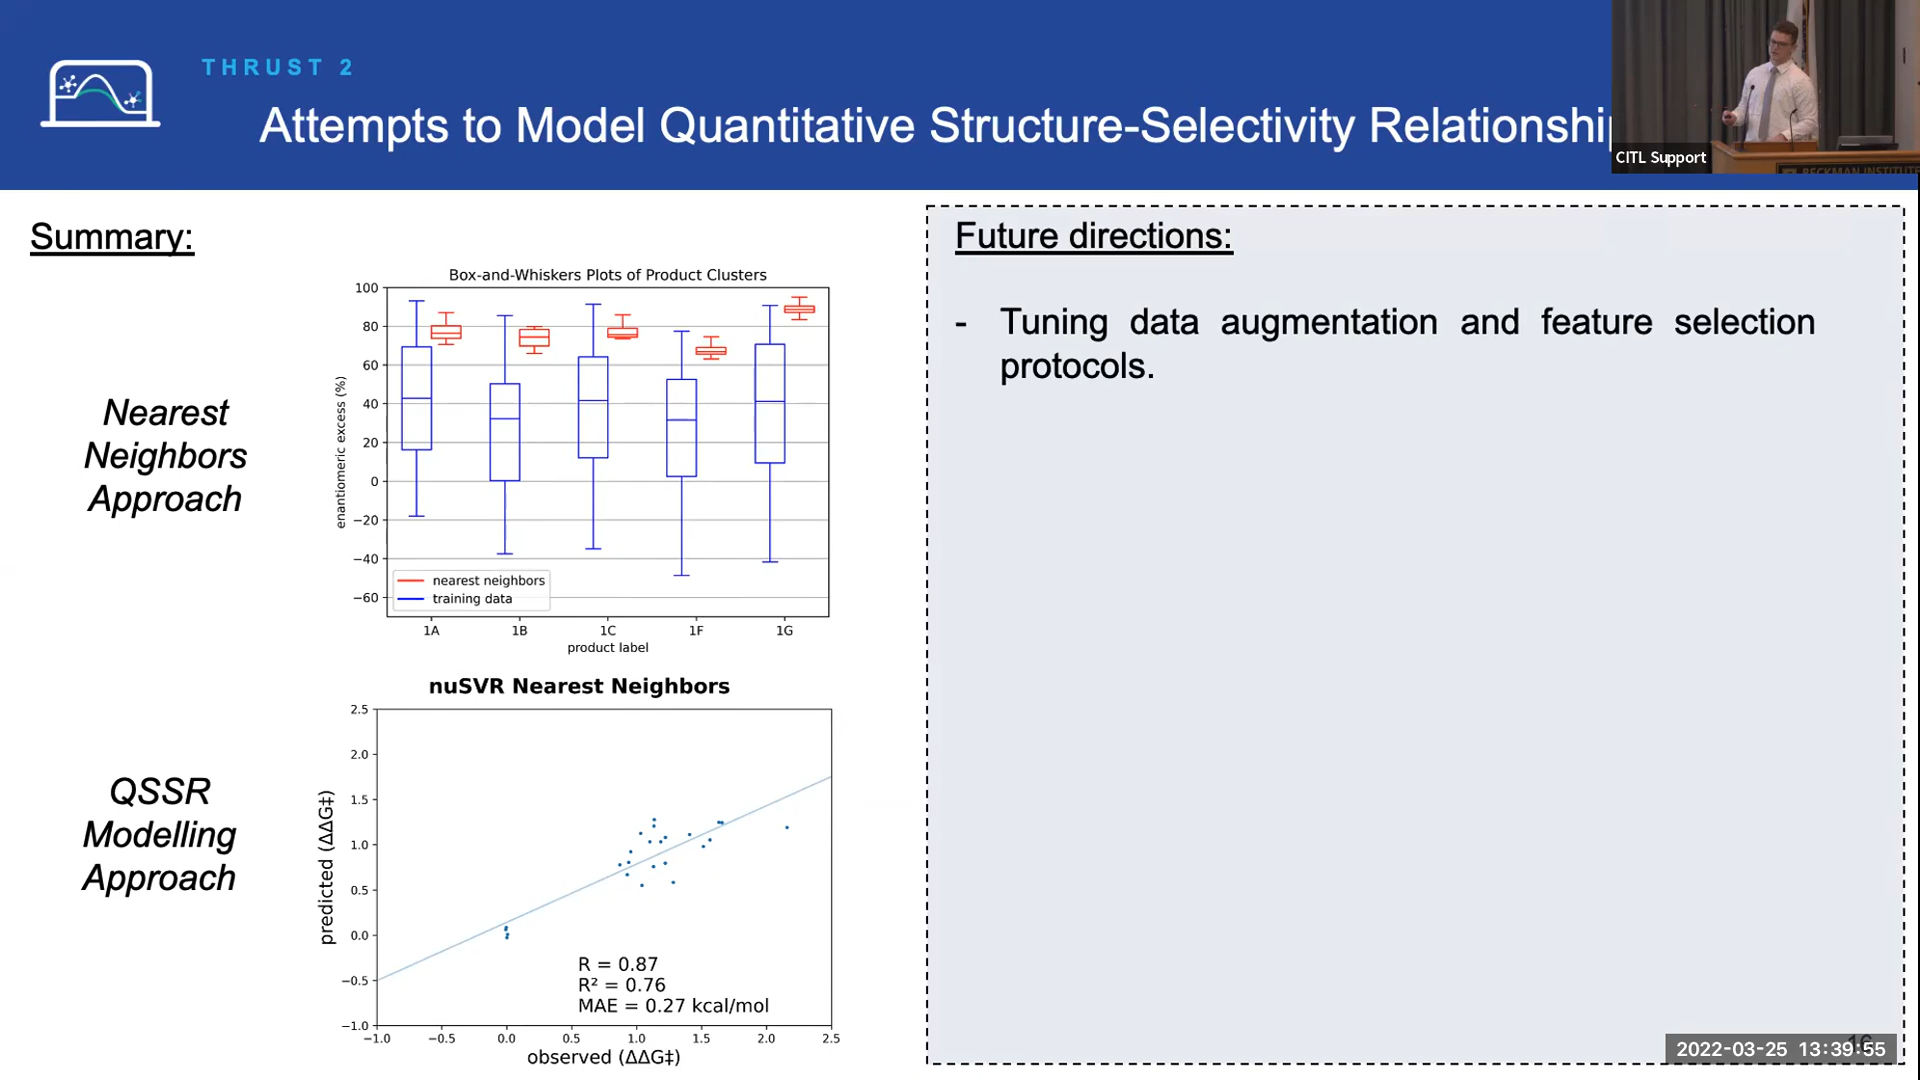 THRUST 2
Attempts to Model Quantitative Structure-Selectivity
CITL Support
BECKMAN INSTITUTE
Summary:
Nearest
Neighbors
Approach
Box-and-Whiskers Plots of Product Clusters
100
80
60
40
20
0
−20
−40
−60
enantiomeric excess (%)
nearest neighbors
training data
1A 1B 1C 1F 1G
product label
QSSR
Modelling
Approach
nuSVR Nearest Neighbors
2.5
2.0
1.5
1.0
0.5
0.0
−0.5
−1.0
predicted (ΔΔG‡)
R = 0.87
R² = 0.76
MAE = 0.27 kcal/mol
−1.0 −0.5 0.0 0.5 1.0 1.5 2.0 2.5
observed (ΔΔG‡)
Future directions:
- Tuning data augmentation and feature selection
protocols.
16
2022-03-25 13:39:55